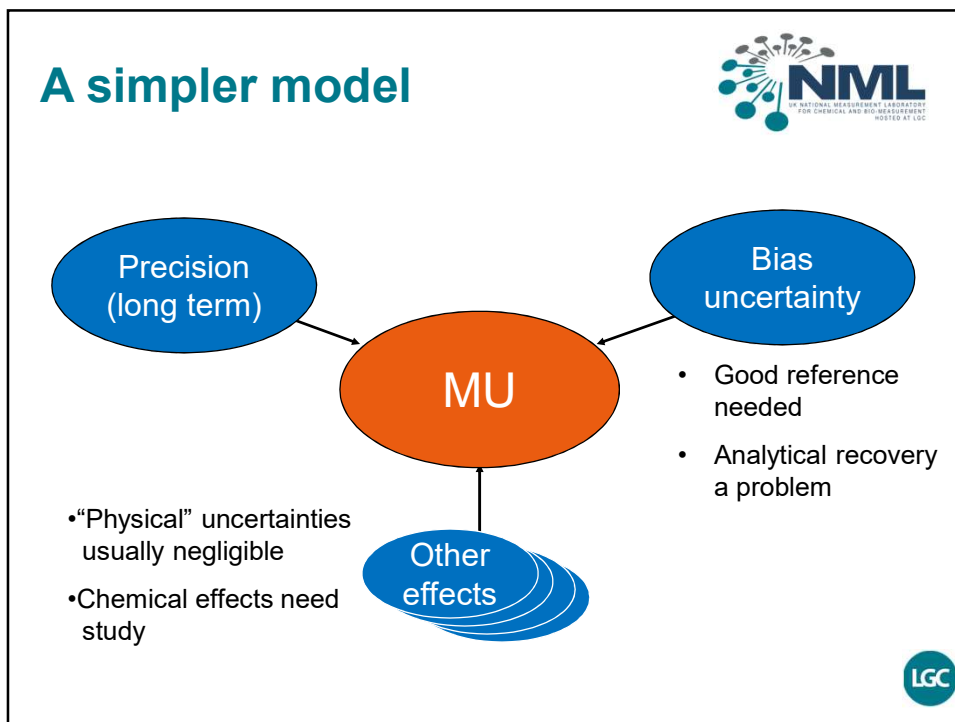 A simpler model
NML
UK NATIONAL MEASUREMENT LABORATORY
FOR CHEMICAL AND BIO-MEASUREMENT
HOSTED AT LGC
Precision
(long term)
Bias
uncertainty
MU
• Good reference
needed
• Analytical recovery
a problem
•“Physical” uncertainties
usually negligible
•Chemical effects need
study
Other
effects
LGC